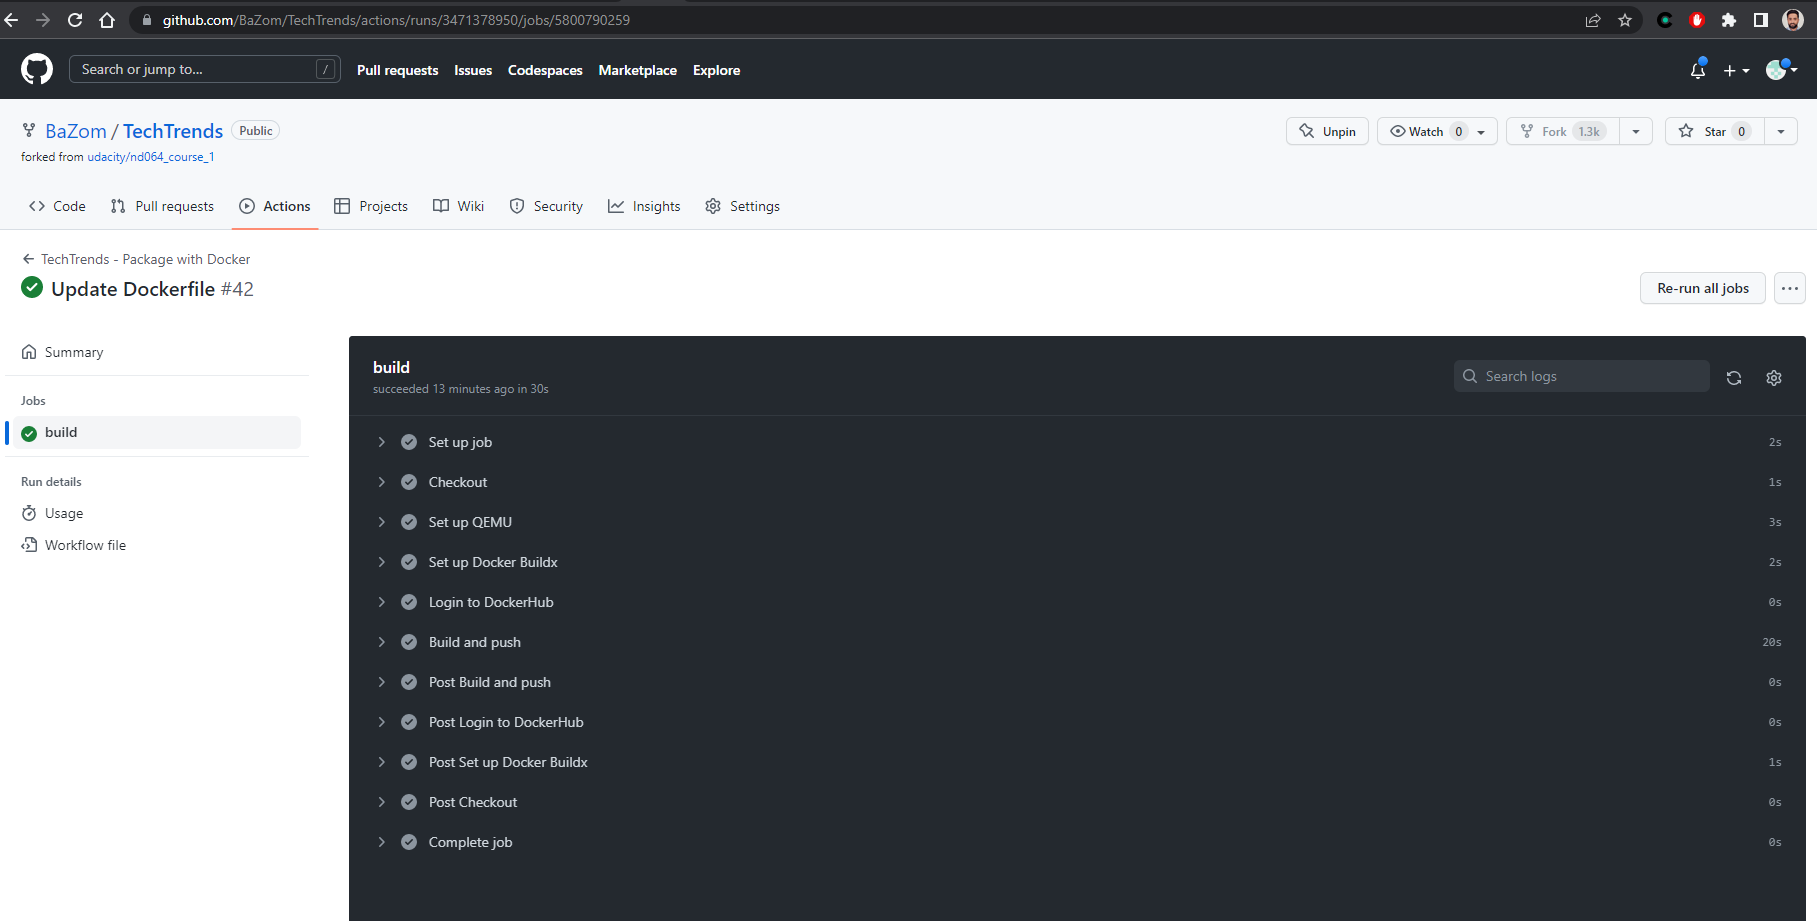 github.com/BaZom/TechTrends/actions/runs/3471378950/jobs/5800790259
Search or jump to... /
Pull requests Issues Codespaces Marketplace Explore
BaZom / TechTrends Public
Unpin Watch 0 Fork 1.3k Star 0
forked from udacity/nd064_course_1
Code Pull requests Actions Projects Wiki Security Insights Settings
TechTrends - Package with Docker
Update Dockerfile #42
Re-run all jobs
Summary
Jobs
build
Run details
Usage
Workflow file
build
succeeded 13 minutes ago in 30s
Search logs
Set up job 2s
Checkout 1s
Set up QEMU 3s
Set up Docker Buildx 2s
Login to DockerHub 0s
Build and push 20s
Post Build and push 0s
Post Login to DockerHub 0s
Post Set up Docker Buildx 1s
Post Checkout 0s
Complete job 0s